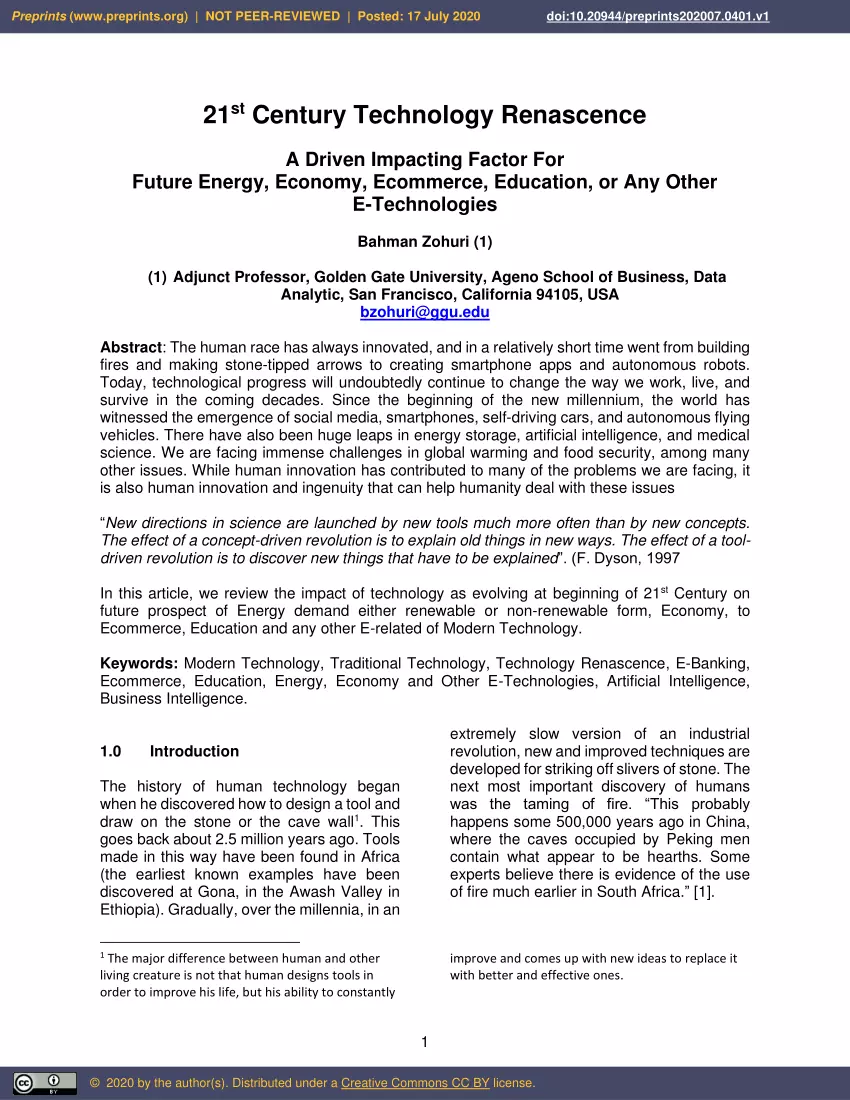 Preprints (www.preprints.org) | NOT PEER-REVIEWED | Posted: 17 July 2020 doi:10.20944/preprints202007.0401.v1
21st Century Technology Renascence
A Driven Impacting Factor For
Future Energy, Economy, Ecommerce, Education, or Any Other
E-Technologies
Bahman Zohuri (1)
(1) Adjunct Professor, Golden Gate University, Ageno School of Business, Data
Analytic, San Francisco, California 94105, USA
bzohuri@ggu.edu
Abstract: The human race has always innovated, and in a relatively short time went from building
fires and making stone-tipped arrows to creating smartphone apps and autonomous robots.
Today, technological progress will undoubtedly continue to change the way we work, live, and
survive in the coming decades. Since the beginning of the new millennium, the world has
witnessed the emergence of social media, smartphones, self-driving cars, and autonomous flying
vehicles. There have also been huge leaps in energy storage, artificial intelligence, and medical
science. We are facing immense challenges in global warming and food security, among many
other issues. While human innovation has contributed to many of the problems we are facing, it
is also human innovation and ingenuity that can help humanity deal with these issues
“New directions in science are launched by new tools much more often than by new concepts.
The effect of a concept-driven revolution is to explain old things in new ways. The effect of a tool-
driven revolution is to discover new things that have to be explained”. (F. Dyson, 1997
In this article, we review the impact of technology as evolving at beginning of 21st Century on
future prospect of Energy demand either renewable or non-renewable form, Economy, to
Ecommerce, Education and any other E-related of Modern Technology.
Keywords: Modern Technology, Traditional Technology, Technology Renascence, E-Banking,
Ecommerce, Education, Energy, Economy and Other E-Technologies, Artificial Intelligence,
Business Intelligence.
1.0 Introduction
The history of human technology began
when he discovered how to design a tool and
draw on the stone or the cave wall1. This
goes back about 2.5 million years ago. Tools
made in this way have been found in Africa
(the earliest known examples have been
discovered at Gona, in the Awash Valley in
Ethiopia). Gradually, over the millennia, in an
extremely slow version of an industrial
revolution, new and improved techniques are
developed for striking off slivers of stone. The
next most important discovery of humans
was the taming of fire. “This probably
happens some 500,000 years ago in China,
where the caves occupied by Peking men
contain what appear to be hearths. Some
experts believe there is evidence of the use
of fire much earlier in South Africa.” [1].
1 The major difference between human and other
living creature is not that human designs tools in
order to improve his life, but his ability to constantly
improve and comes up with new ideas to replace it
with better and effective ones.
1
cc BY © 2020 by the author(s). Distributed under a Creative Commons CC BY license.